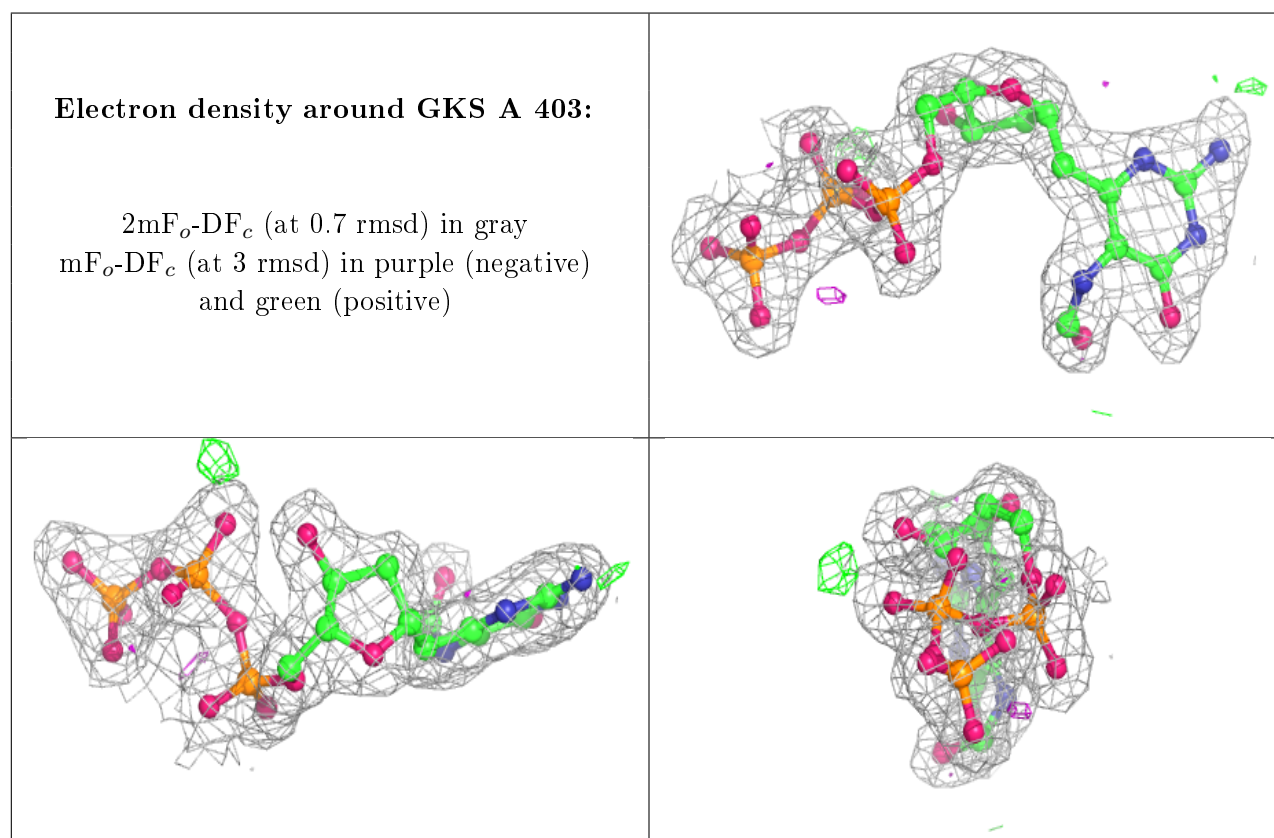 Electron density around GKS A 403:
2mFₒ-DF𝒸 (at 0.7 rmsd) in gray
mFₒ-DF𝒸 (at 3 rmsd) in purple (negative)
and green (positive)